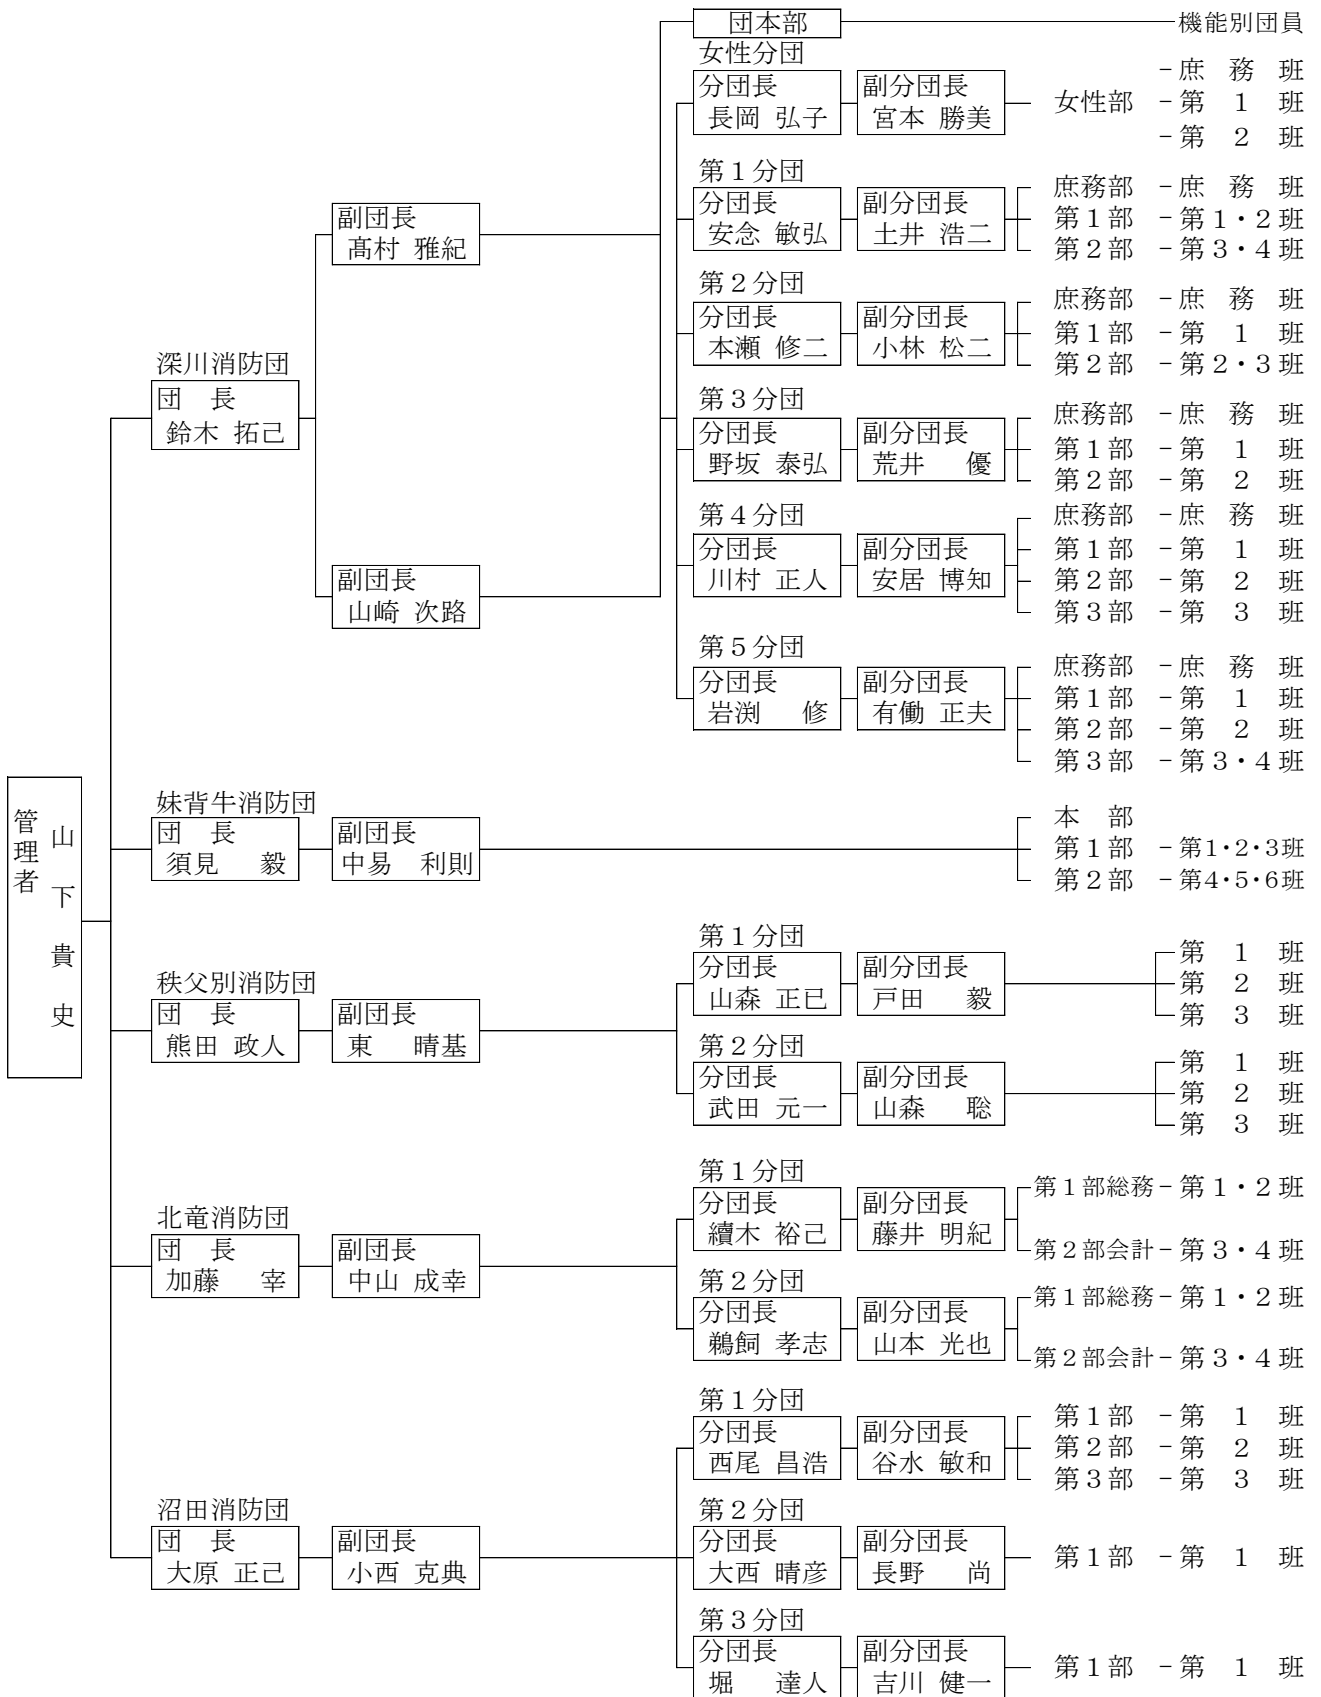 団本部　機能別団員
女性分団
分団長　副分団長　－庶　務　班
長岡 弘子　宮本 勝美　女性部　－第　１　班
－第　２　班
第１分団
分団長　副分団長　庶務部　－庶　務　班
安念 敏弘　土井 浩二　第１部　－第１・２班
第２部　－第３・４班
副団長
髙村 雅紀
第２分団
分団長　副分団長　庶務部　－庶　務　班
本瀬 修二　小林 松二　第１部　－第　１　班
第２部　－第２・３班
深川消防団
団　長
鈴木 拓己
第３分団
分団長　副分団長　庶務部　－庶　務　班
野坂 泰弘　荒井　優　第１部　－第　１　班
第２部　－第　２　班
第４分団
分団長　副分団長　庶務部　－庶　務　班
川村 正人　安居 博知　第１部　－第　１　班
第２部　－第　２　班
第３部　－第　３　班
副団長
山崎 次路
第５分団
分団長　副分団長　庶務部　－庶　務　班
岩渕　修　有働 正夫　第１部　－第　１　班
第２部　－第　２　班
第３部　－第３・４班
管理者
山下貴史
妹背牛消防団
団　長　副団長　本　部
須見　毅　中易　利則　第１部　－第１・２・３班
第２部　－第４・５・６班
秩父別消防団
団　長　副団長
熊田 政人　東　晴基
第１分団
分団長　副分団長　第　１　班
山森 正已　戸田　毅　第　２　班
第　３　班
第２分団
分団長　副分団長　第　１　班
武田 元一　山森　聡　第　２　班
第　３　班
北竜消防団
団　長　副団長
加藤　宰　中山 成幸
第１分団
分団長　副分団長　第１部総務－第１・２班
續木 裕己　藤井 明紀　第２部会計－第３・４班
第２分団
分団長　副分団長　第１部総務－第１・２班
鵜飼 孝志　山本 光也　第２部会計－第３・４班
沼田消防団
団　長　副団長
大原 正己　小西 克典
第１分団
分団長　副分団長　第１部　－第　１　班
西尾 昌浩　谷水 敏和　第２部　－第　２　班
第３部　－第　３　班
第２分団
分団長　副分団長
大西 晴彦　長野　尚　第１部　－第　１　班
第３分団
分団長　副分団長
堀　達人　吉川 健一　第１部　－第　１　班